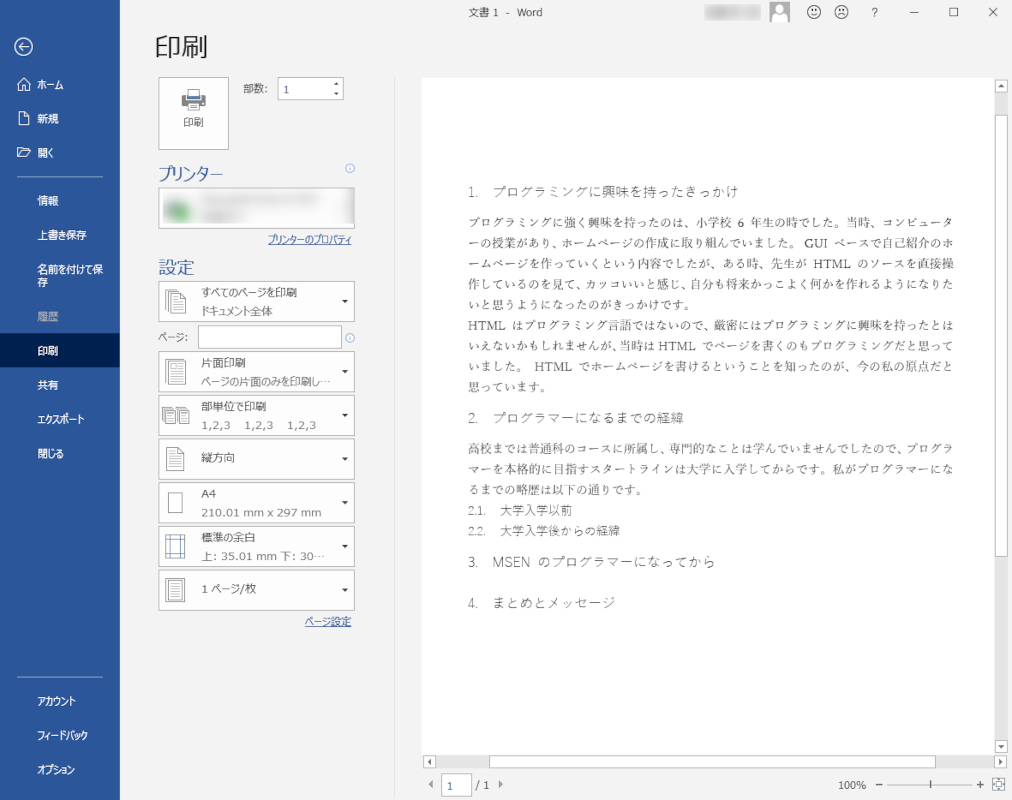 文書 1 - Word
?
印刷
ホーム
新規
開く
情報
上書き保存
名前を付けて保
存
履歴
印刷
共有
エクスポート
閉じる
アカウント
フィードバック
オプション
印刷
部数:
1
プリンター
プリンターのプロパティ
設定
すべてのページを印刷
ドキュメント全体
ページ:
片面印刷
ページの片面のみを印刷し…
部単位で印刷
1,2,3 1,2,3 1,2,3
縦方向
A4
210.01 mm x 297 mm
標準の余白
上: 35.01 mm 下: 30…
1 ページ/枚
ページ設定
1. プログラミングに興味を持ったきっかけ
プログラミングに強く興味を持ったのは、小学校 6 年生の時でした。当時、コンピュータ
ーの授業があり、ホームページの作成に取り組んでいました。 GUI ベースで自己紹介のホ
ームページを作っていくという内容でしたが、ある時、先生が HTML のソースを直接操
作しているのを見て、カッコいいと感じ、自分も将来かっこよく何かを作れるようになりた
いと思うようになったのがきっかけです。
HTML はプログラミング言語ではないので、厳密にはプログラミングに興味を持ったとは
いえないかもしれませんが、当時は HTML でページを書くのもプログラミングだと思って
いました。 HTML でホームページを書けるということを知ったのが、今の私の原点だと
思っています。
2. プログラマーになるまでの経緯
高校までは普通科のコースに所属し、専門的なことは学んでいませんでしたので、プログラ
マーを本格的に目指すスタートラインは大学に入学してからです。私がプログラマーにな
るまでの略歴は以下の通りです。
2.1. 大学入学以前
2.2. 大学入学後からの経緯
3. MSEN のプログラマーになってから
4. まとめとメッセージ
1 / 1
100%